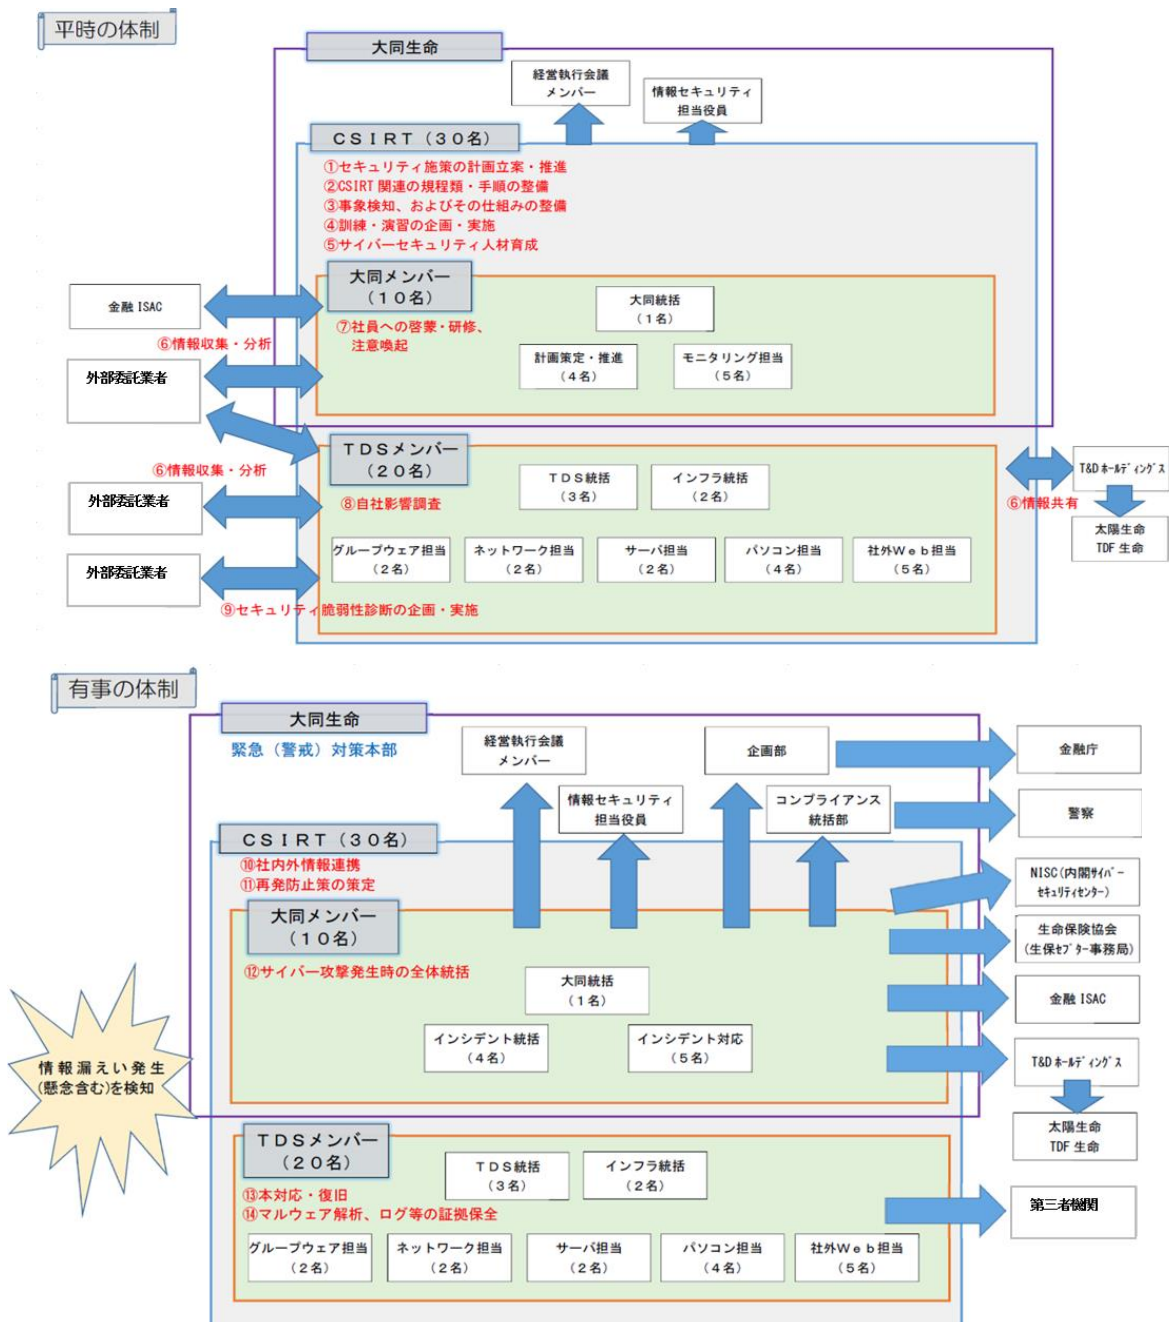 平時の体制
大同生命
経営執行会議
メンバー
情報セキュリティ
担当役員
ＣＳＩＲＴ（３０名）
①セキュリティ施策の計画立案・推進
②CSIRT 関連の規程類・手順の整備
③事象検知、およびその仕組みの整備
④訓練・演習の企画・実施
⑤サイバーセキュリティ人材育成
大同メンバー
（１０名）
金融 ISAC
大同統括
（１名）
⑦社員への啓蒙・研修、
注意喚起
⑥情報収集・分析
計画策定・推進
（４名）
モニタリング担当
（５名）
外部委託業者
ＴＤＳメンバー
（２０名）
⑥情報収集・分析
ＴＤＳ統括
（３名）
インフラ統括
（２名）
T&D ﾎｰﾙﾃﾞｨﾝｸﾞｽ
⑥情報共有
外部委託業者
⑧自社影響調査
太陽生命
TDF 生命
グループウェア担当
（２名）
ネットワーク担当
（２名）
サーバ担当
（２名）
パソコン担当
（４名）
社外Ｗｅｂ担当
（５名）
外部委託業者
⑨セキュリティ脆弱性診断の企画・実施
有事の体制
大同生命
緊急（警戒）対策本部
経営執行会議
メンバー
企画部
金融庁
情報セキュリティ
担当役員
コンプライアンス
統括部
警察
ＣＳＩＲＴ（３０名）
⑩社内外情報連携
⑪再発防止策の策定
NISC(内閣ｻｲﾊﾞｰ
ｾｷｭﾘﾃｨｾﾝﾀｰ)
大同メンバー
（１０名）
生命保険協会
(生保ｾﾌﾟﾀｰ事務局)
⑫サイバー攻撃発生時の全体統括
大同統括
（１名）
金融 ISAC
インシデント統括
（４名）
インシデント対応
（５名）
T&D ﾎｰﾙﾃﾞｨﾝｸﾞｽ
情報漏えい発生
(懸念含む)を検知
太陽生命
TDF 生命
ＴＤＳメンバー
（２０名）
ＴＤＳ統括
（３名）
インフラ統括
（２名）
⑬本対応・復旧
⑭マルウェア解析、ログ等の証拠保全
第三者機関
グループウェア担当
（２名）
ネットワーク担当
（２名）
サーバ担当
（２名）
パソコン担当
（４名）
社外Ｗｅｂ担当
（５名）